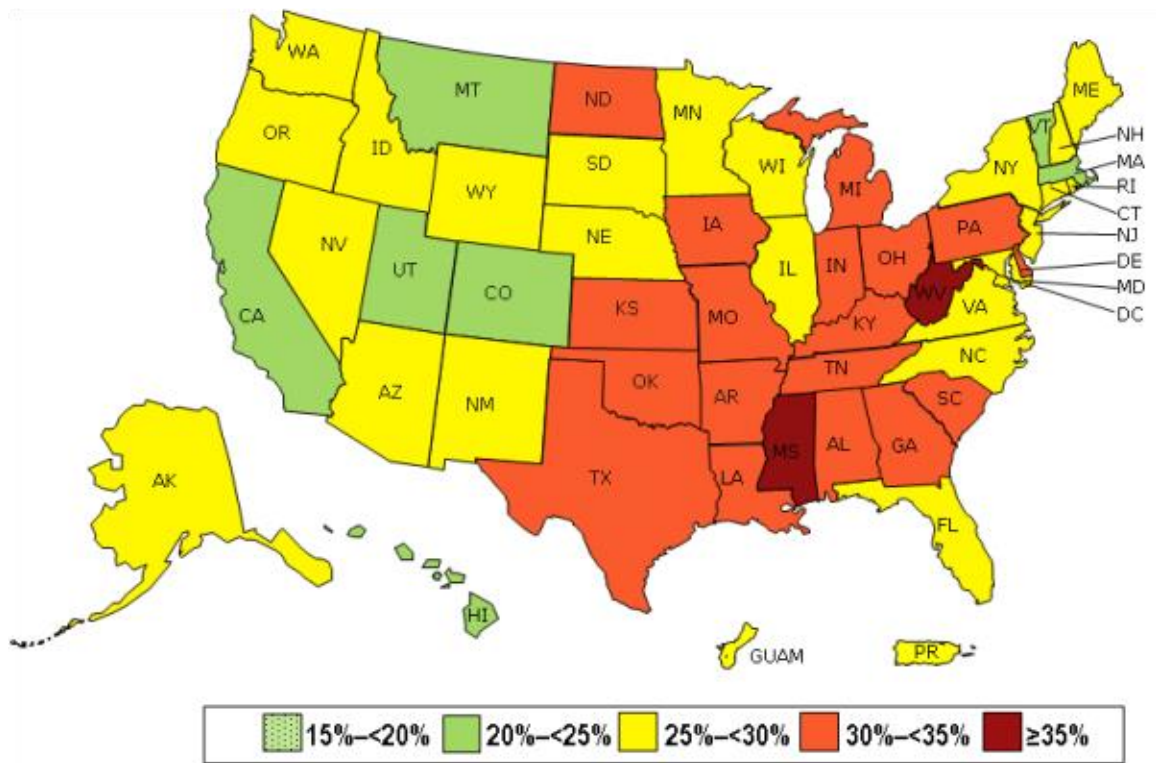 WA
MT
ND
MN
ME
VT
NH
OR
ID
SD
WI
NY
MA
WY
MI
RI
CT
IA
PA
NJ
NE
NV
IL
IN
OH
DE
UT
MD
CO
WV
VA
DC
CA
KS
MO
KY
NC
TN
OK
AZ
NM
AR
SC
MS
AL
GA
TX
LA
AK
FL
HI
GUAM
PR
15%–<20% 20%–<25% 25%–<30% 30%–<35% ≥35%